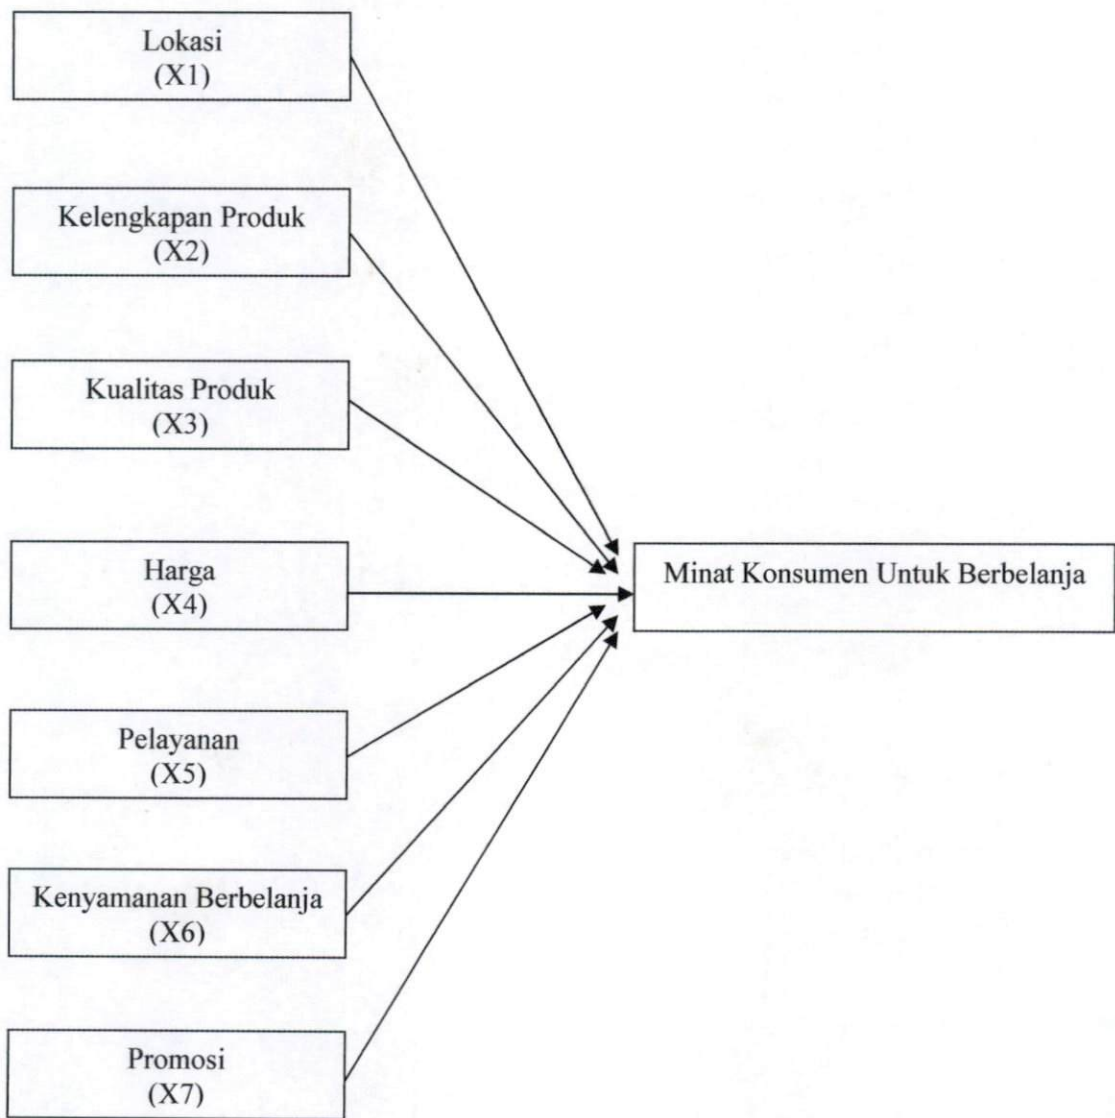 Lokasi
(X1)
Kelengkapan Produk
(X2)
Kualitas Produk
(X3)
Harga
(X4)
Minat Konsumen Untuk Berbelanja
Pelayanan
(X5)
Kenyamanan Berbelanja
(X6)
Promosi
(X7)